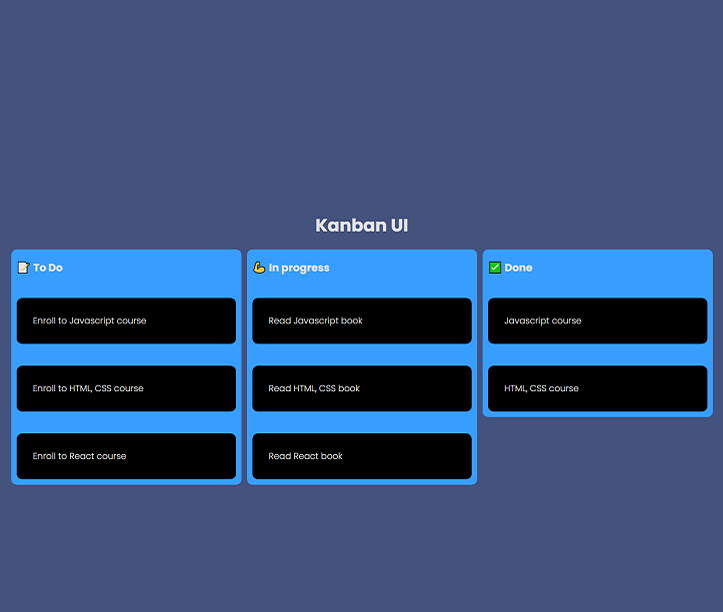 Kanban UI
📝 To Do
Enroll to Javascript course
Enroll to HTML, CSS course
Enroll to React course
💪 In progress
Read Javascript book
Read HTML, CSS book
Read React book
✅ Done
Javascript course
HTML, CSS course